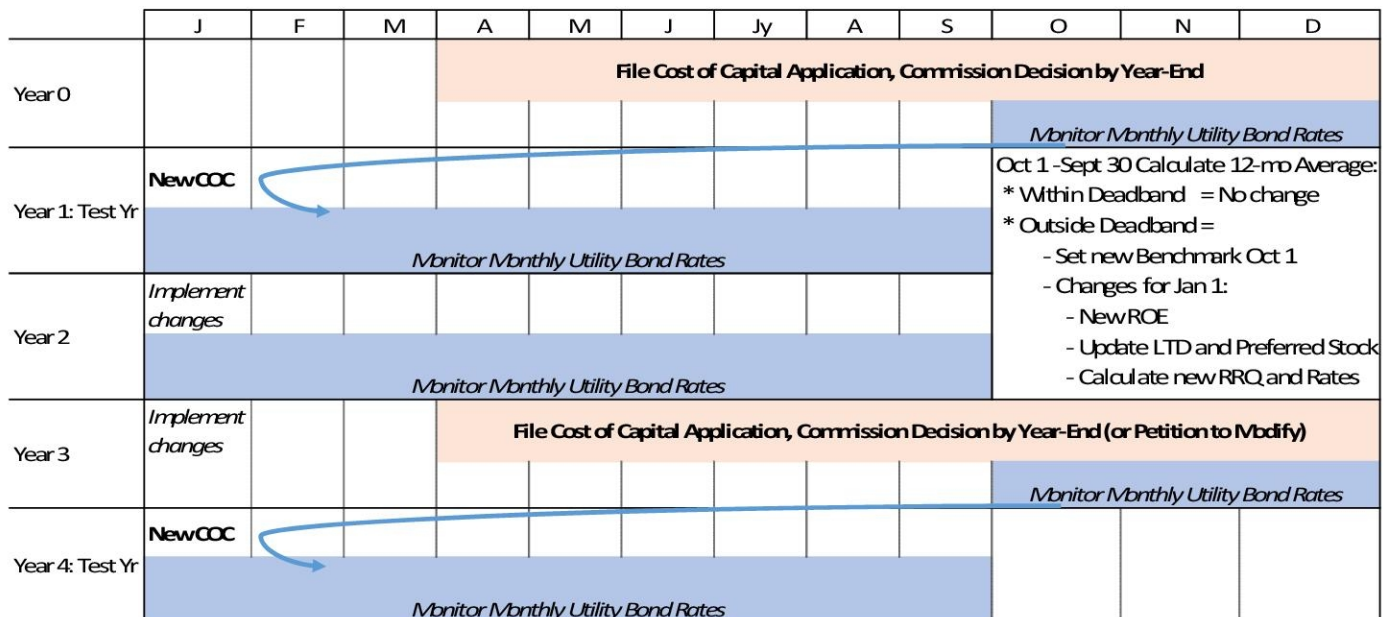 J F M A M J Jy A S O N D
Year 0
File Cost of Capital Application, Commission Decision by Year-End
Monitor Monthly Utility Bond Rates
Year 1: Test Yr
New COC
Monitor Monthly Utility Bond Rates
Oct 1 -Sept 30 Calculate 12-mo Average:
* Within Deadband = No change
* Outside Deadband =
- Set new Benchmark Oct 1
- Changes for Jan 1:
- New ROE
- Update LTD and Preferred Stock
- Calculate new RRQ and Rates
Year 2
Implement
changes
Monitor Monthly Utility Bond Rates
Year 3
Implement
changes
File Cost of Capital Application, Commission Decision by Year-End (or Petition to Modify)
Monitor Monthly Utility Bond Rates
Year 4: Test Yr
New COC
Monitor Monthly Utility Bond Rates